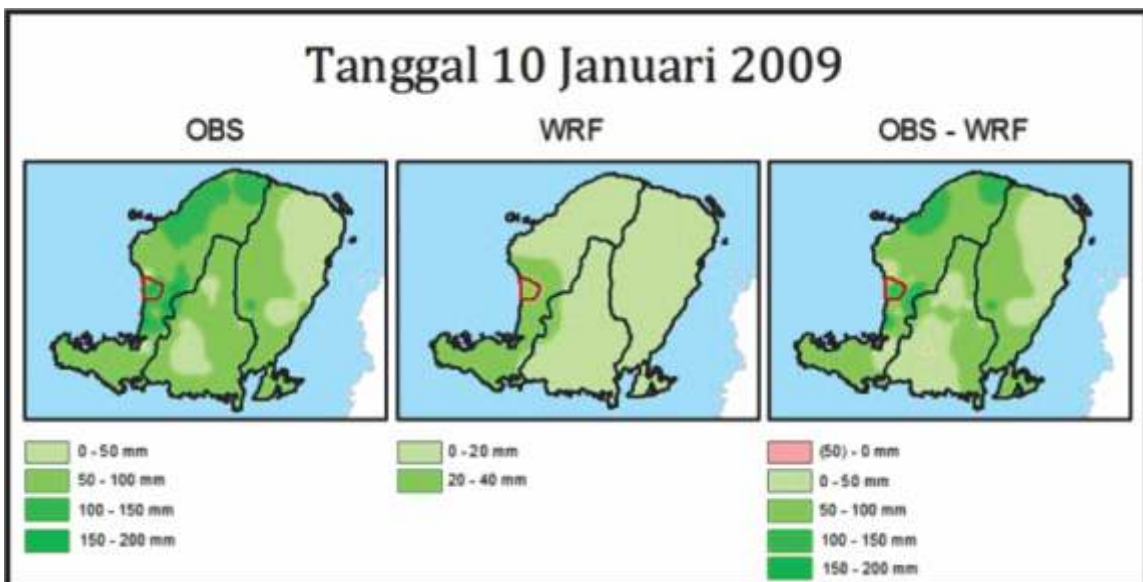 Tanggal 10 Januari 2009
OBS
WRF
OBS - WRF
0 - 50 mm
50 - 100 mm
100 - 150 mm
150 - 200 mm
0 - 20 mm
20 - 40 mm
(50) - 0 mm
0 - 50 mm
50 - 100 mm
100 - 150 mm
150 - 200 mm